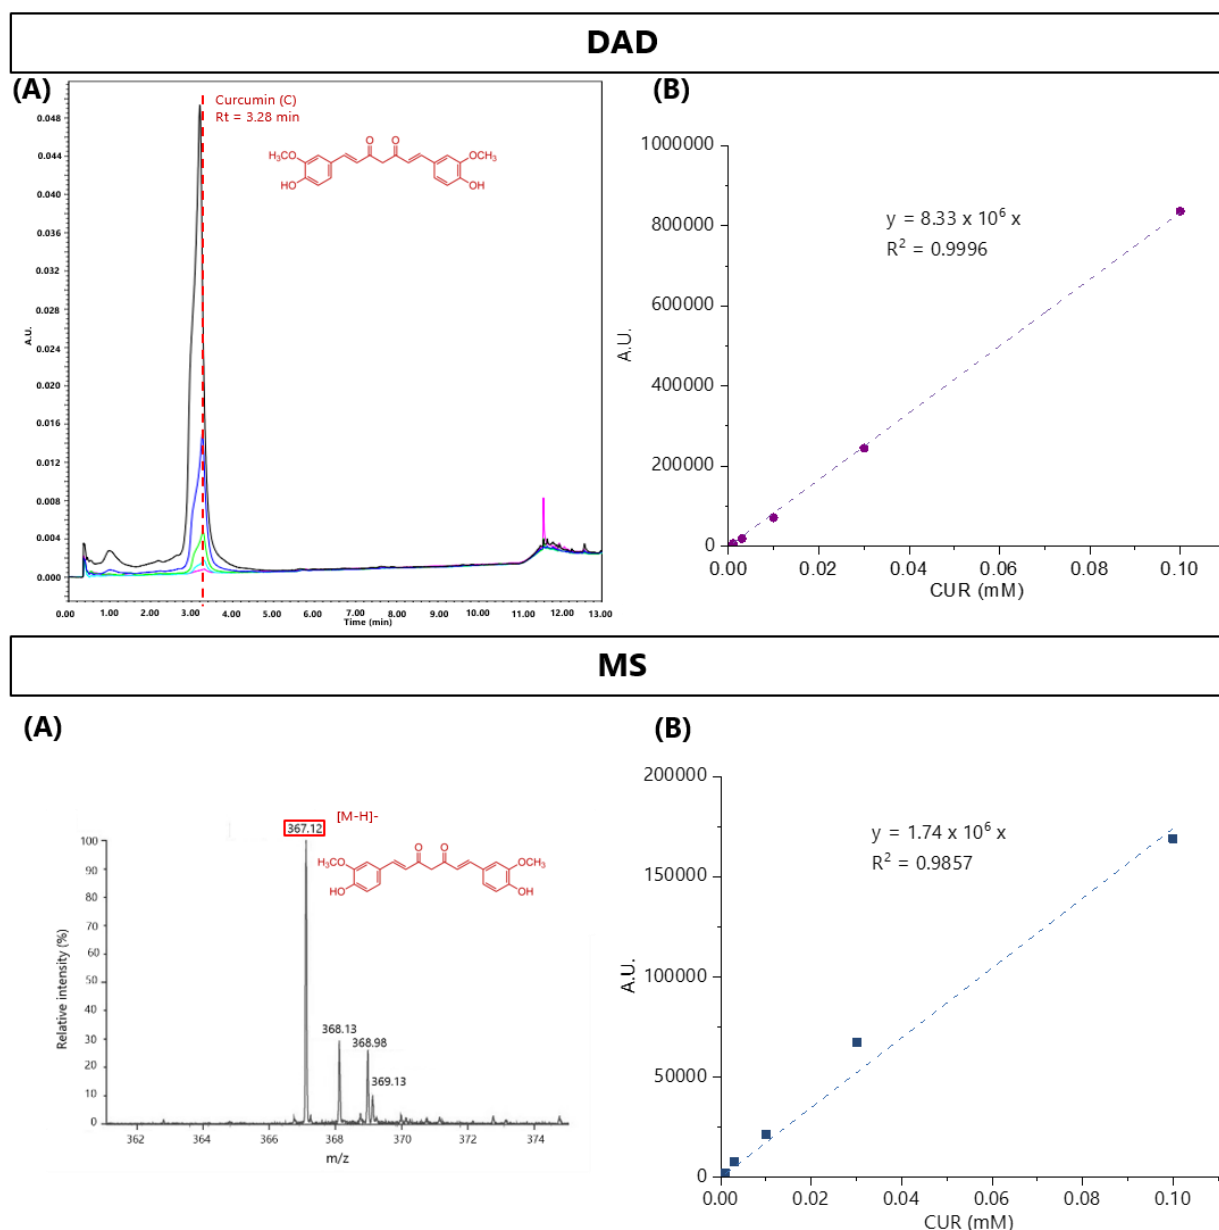 DAD
(A)
Curcumin (C)
Rt = 3.28 min
O O
H₃CO OCH₃
HO OH
0.048
0.044
0.040
0.036
0.032
0.028
0.024
0.020
0.016
0.012
0.008
0.004
0.000
A.U.
0.00 1.00 2.00 3.00 4.00 5.00 6.00 7.00 8.00 9.00 10.00 11.00 12.00 13.00
Time (min)
(B)
1000000
800000
600000
400000
200000
0
A.U.
y = 8.33 x 10⁶ x
R² = 0.9996
0.00 0.02 0.04 0.06 0.08 0.10
CUR (mM)
MS
(A)
[M-H]-
367.12
O O
H₃CO OCH₃
HO OH
368.13
368.98
369.13
100
90
80
70
60
50
40
30
20
10
0
Relative intensity (%)
362 364 366 368 370 372 374
m/z
(B)
200000
150000
100000
50000
0
A.U.
y = 1.74 x 10⁶ x
R² = 0.9857
0.00 0.02 0.04 0.06 0.08 0.10
CUR (mM)